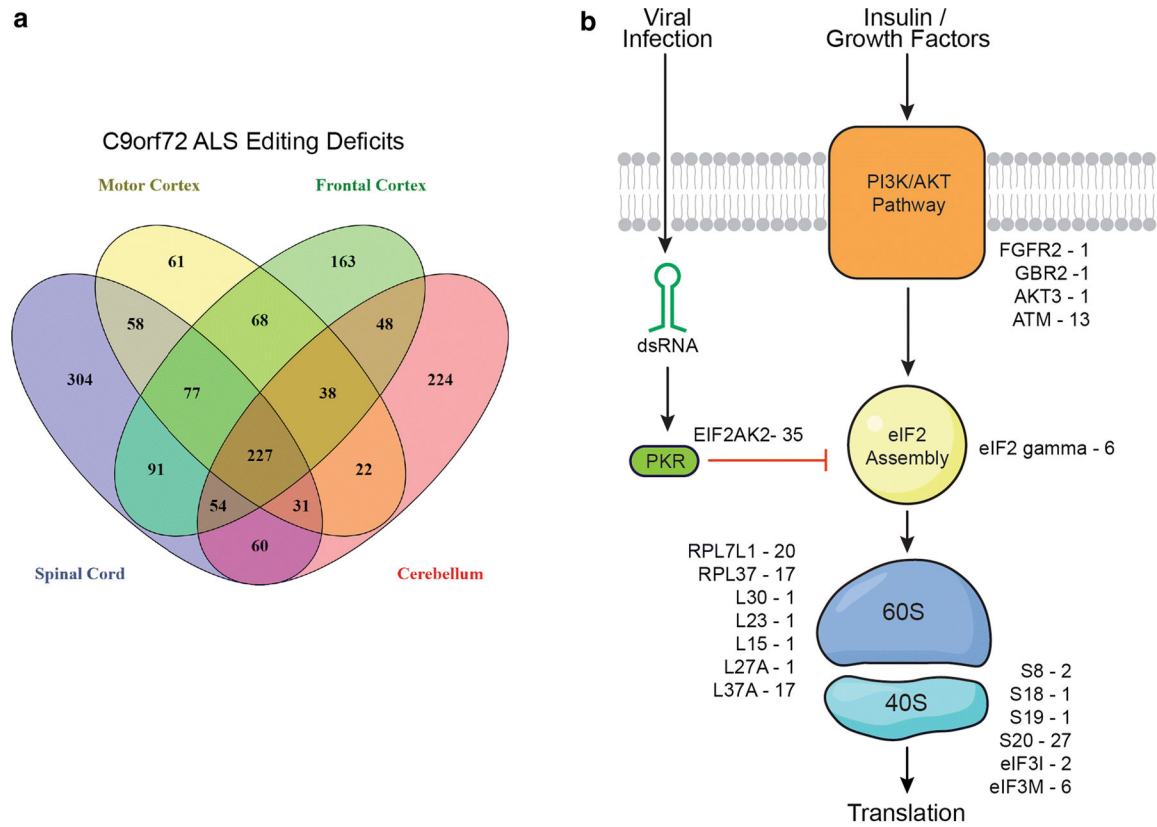 a
C9orf72 ALS Editing Deficits
Motor Cortex
Frontal Cortex
61
163
58
68
48
304
77
38
224
91
227
22
54
31
60
Spinal Cord
Cerebellum
b
Viral
Infection
Insulin /
Growth Factors
PI3K/AKT
Pathway
FGFR2 - 1
GBR2 -1
AKT3 - 1
ATM - 13
dsRNA
EIF2AK2- 35
PKR
eIF2
Assembly
eIF2 gamma - 6
RPL7L1 - 20
RPL37 - 17
L30 - 1
L23 - 1
L15 - 1
L27A - 1
L37A - 17
60S
40S
S8 - 2
S18 - 1
S19 - 1
S20 - 27
eIF3I - 2
eIF3M - 6
Translation